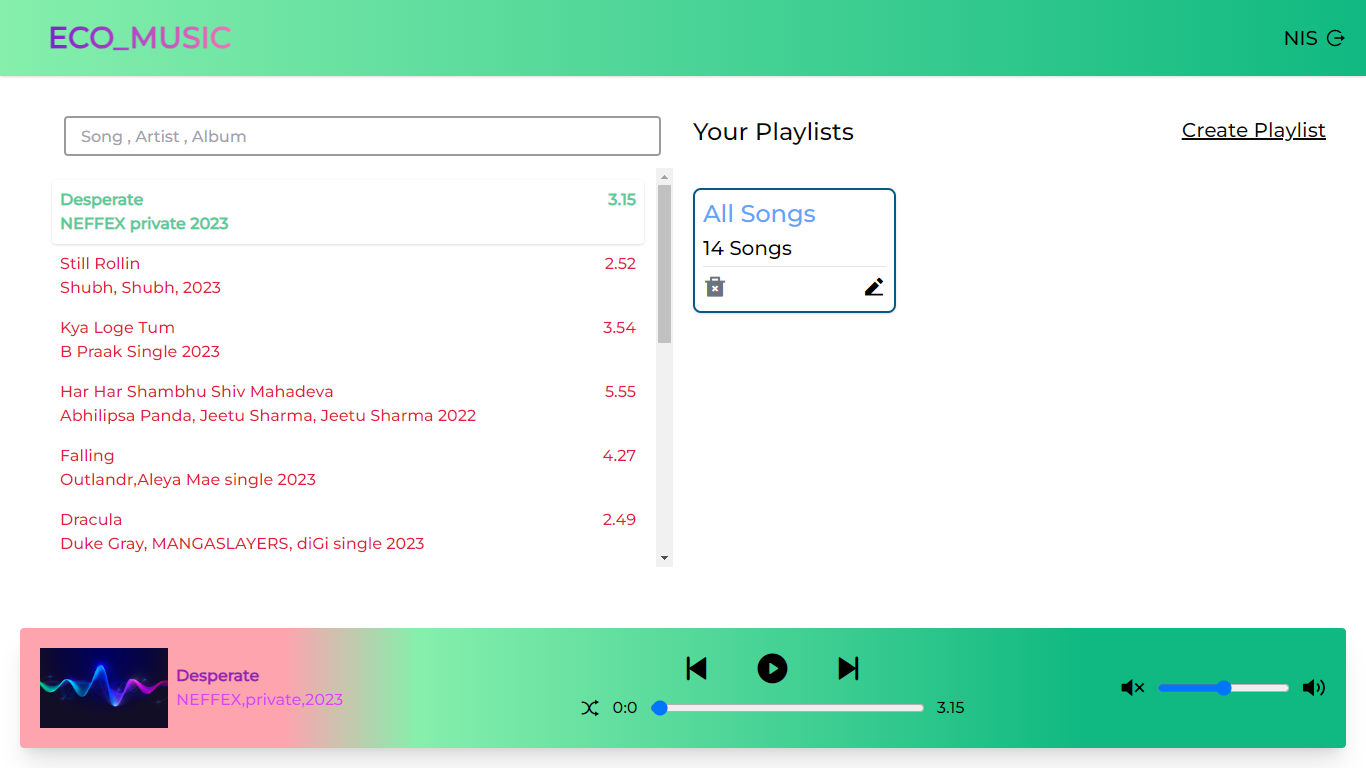 ECO_MUSIC
NIS
Song , Artist , Album
Desperate 3.15
NEFFEX private 2023
Still Rollin 2.52
Shubh, Shubh, 2023
Kya Loge Tum 3.54
B Praak Single 2023
Har Har Shambhu Shiv Mahadeva 5.55
Abhilipsa Panda, Jeetu Sharma, Jeetu Sharma 2022
Falling 4.27
Outlandr,Aleya Mae single 2023
Dracula 2.49
Duke Gray, MANGASLAYERS, diGi single 2023
Your Playlists
Create Playlist
All Songs
14 Songs
Desperate
NEFFEX,private,2023
0:0 3.15